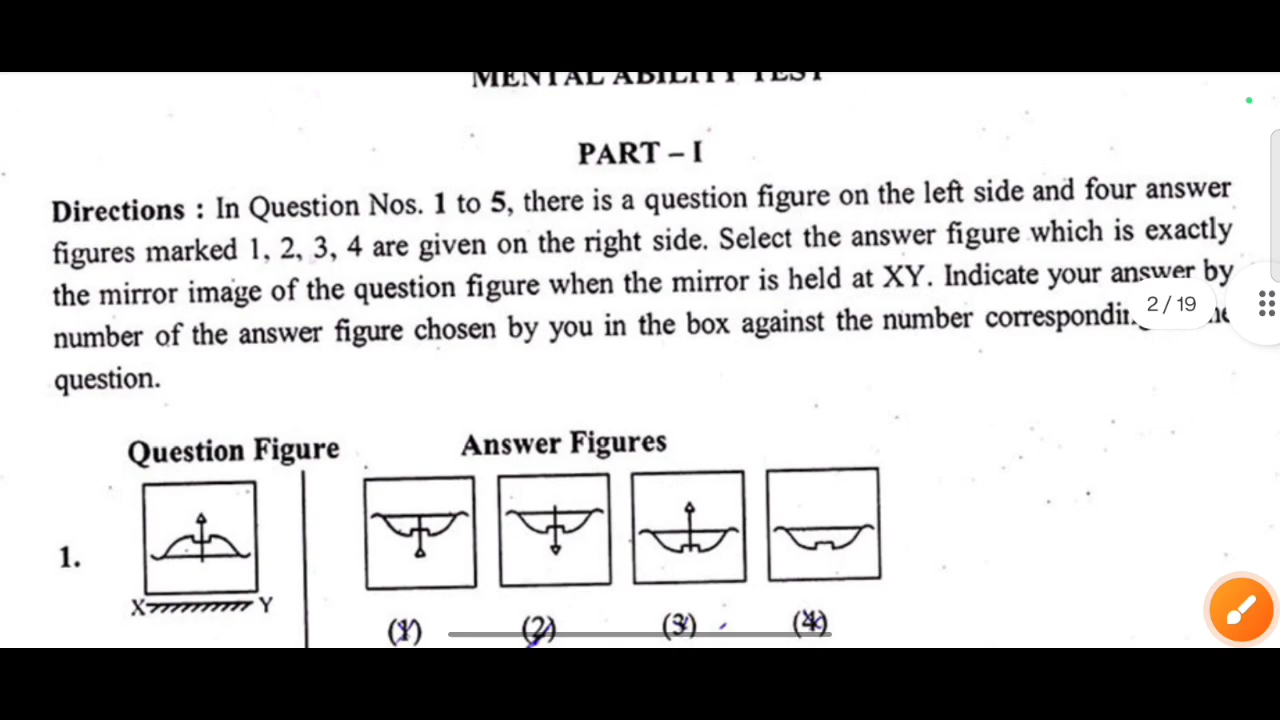 MENTAL ABILITY TEST
PART – I
Directions : In Question Nos. 1 to 5, there is a question figure on the left side and four answer
figures marked 1, 2, 3, 4 are given on the right side. Select the answer figure which is exactly
the mirror image of the question figure when the mirror is held at XY. Indicate your answer by
number of the answer figure chosen by you in the box against the number
question.
2 / 19
Question Figure Answer Figures
1.
X Y
(1) (2) (3) (4)